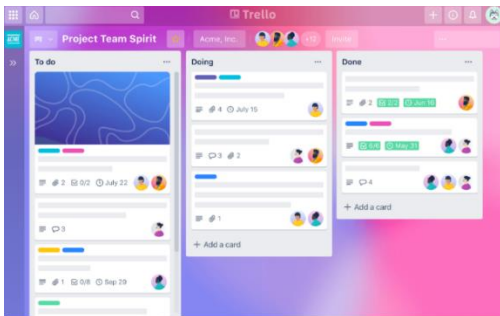 Trello
Project Team Spirit
Acme, Inc.
+12
Invite
To do
2
0/2
July 22
3
1
0/8
Sep 29
Doing
4
July 15
3
2
1
+ Add a card
Done
2
2/2
Jun 16
6/6
May 31
4
+ Add a card